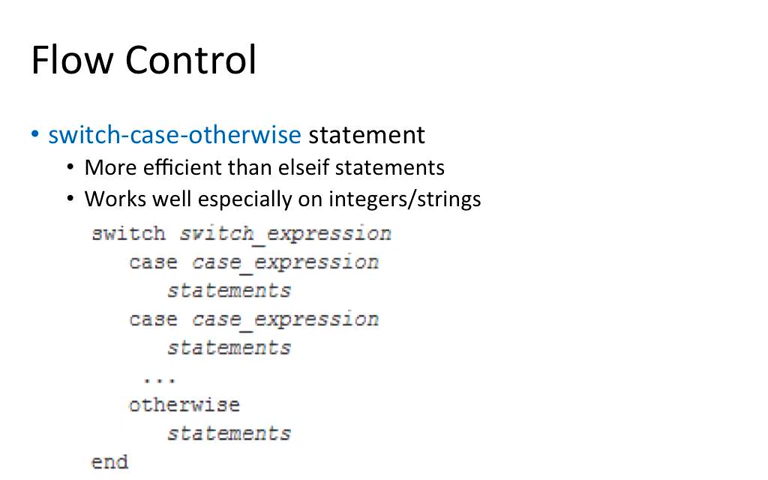 Flow Control
• switch-case-otherwise statement
• More efficient than elseif statements
• Works well especially on integers/strings
switch switch_expression
case case_expression
statements
case case_expression
statements
...
otherwise
statements
end